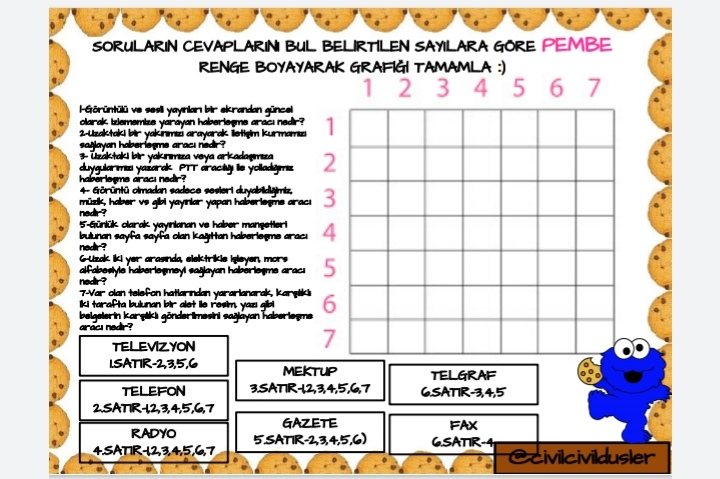 SORULARIN CEVAPLARINI BUL BELIRTILEN SAYILARA GÖRE PEMBE
RENGE BOYAYARAK GRAFİĞİ TAMAMLA :)
1 2 3 4 5 6 7
1-Görüntülü ve sesli yayınları bir ekrandan güncel
olarak izlememize yarayan haberleşme aracı nedir?
2-Uzaktaki bir yakınımızı arayarak iletişim kurmamızı
sağlayan haberleşme aracı nedir?
3- Uzaktaki bir yakınımıza veya arkadaşımıza
duygularımızı yazarak PTT aracılığı ile yolladığımız
haberleşme aracı nedir?
4- Görüntü olmadan sadece sesleri duyabildiğimiz,
müzik, haber vs gibi yayınlar yapan haberleşme aracı
nedir?
5-Günlük olarak yayınlanan ve haber manşetleri
bulunan sayfa sayfa olan kağıttan haberleşme aracı
nedir?
6-Uzak iki yer arasında, elektrikle işleyen, mors
alfabesiyle haberleşmeyi sağlayan haberleşme aracı
nedir?
7-Var olan telefon hatlarından yararlanarak, karşılıklı
iki tarafta bulunan bir alet ile resim, yazı gibi
belgelerin karşılıklı gönderilmesini sağlayan haberleşme
aracı nedir?
1
2
3
4
5
6
7
TELEVİZYON
1.SATIR-2,3,5,6
TELEFON
2.SATIR-1,2,3,4,5,6,7
RADYO
4.SATIR-1,2,3,4,5,6,7
MEKTUP
3.SATIR-1,2,3,4,5,6,7
GAZETE
5.SATIR-2,3,4,5,6)
TELGRAF
6.SATIR-3,4,5
FAX
6.SATIR-4
@civilcivildusler